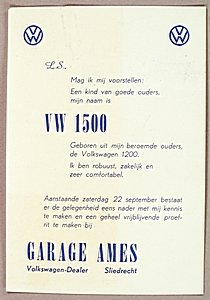 L.S.,
Mag ik mij voorstellen:
Een kind van goede ouders,
mijn naam is
VW 1500
Geboren uit mijn beroemde ouders,
de Volkswagen 1200.
Ik ben robuust, zakelijk en
zeer comfortabel.
Aanstaande zaterdag 22 september bestaat
er de gelegenheid eens nader met mij kennis
te maken en een geheel vrijblijvende proef-
rit te maken bij
GARAGE AMES
Volkswagen-Dealer Sliedrecht